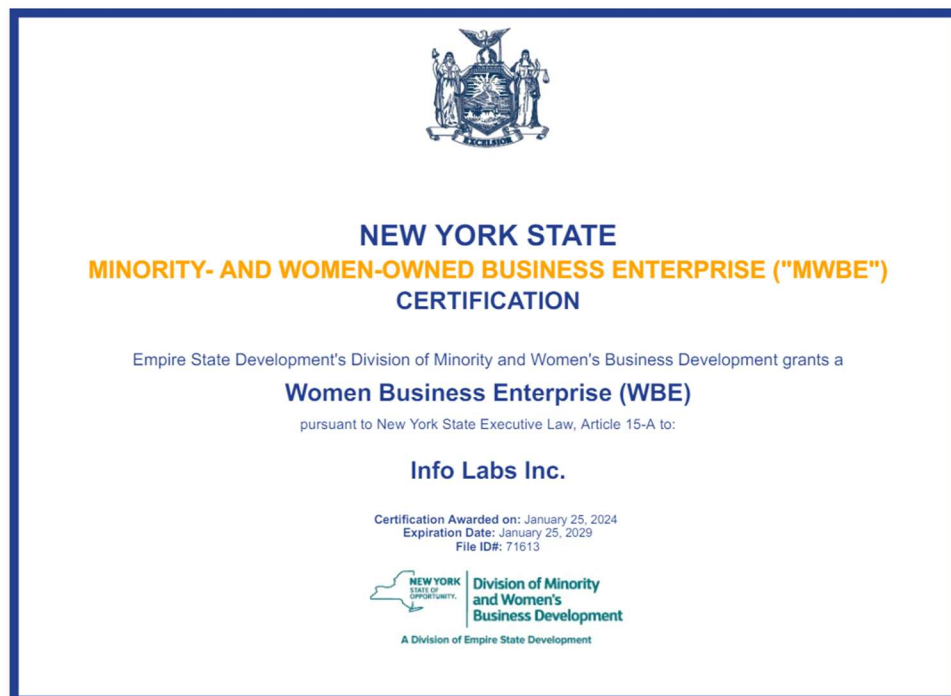 EXCELSIOR
NEW YORK STATE
MINORITY- AND WOMEN-OWNED BUSINESS ENTERPRISE ("MWBE")
CERTIFICATION
Empire State Development's Division of Minority and Women's Business Development grants a
Women Business Enterprise (WBE)
pursuant to New York State Executive Law, Article 15-A to:
Info Labs Inc.
Certification Awarded on: January 25, 2024
Expiration Date: January 25, 2029
File ID#: 71613
NEW YORK
STATE OF
OPPORTUNITY.
Division of Minority
and Women's
Business Development
A Division of Empire State Development